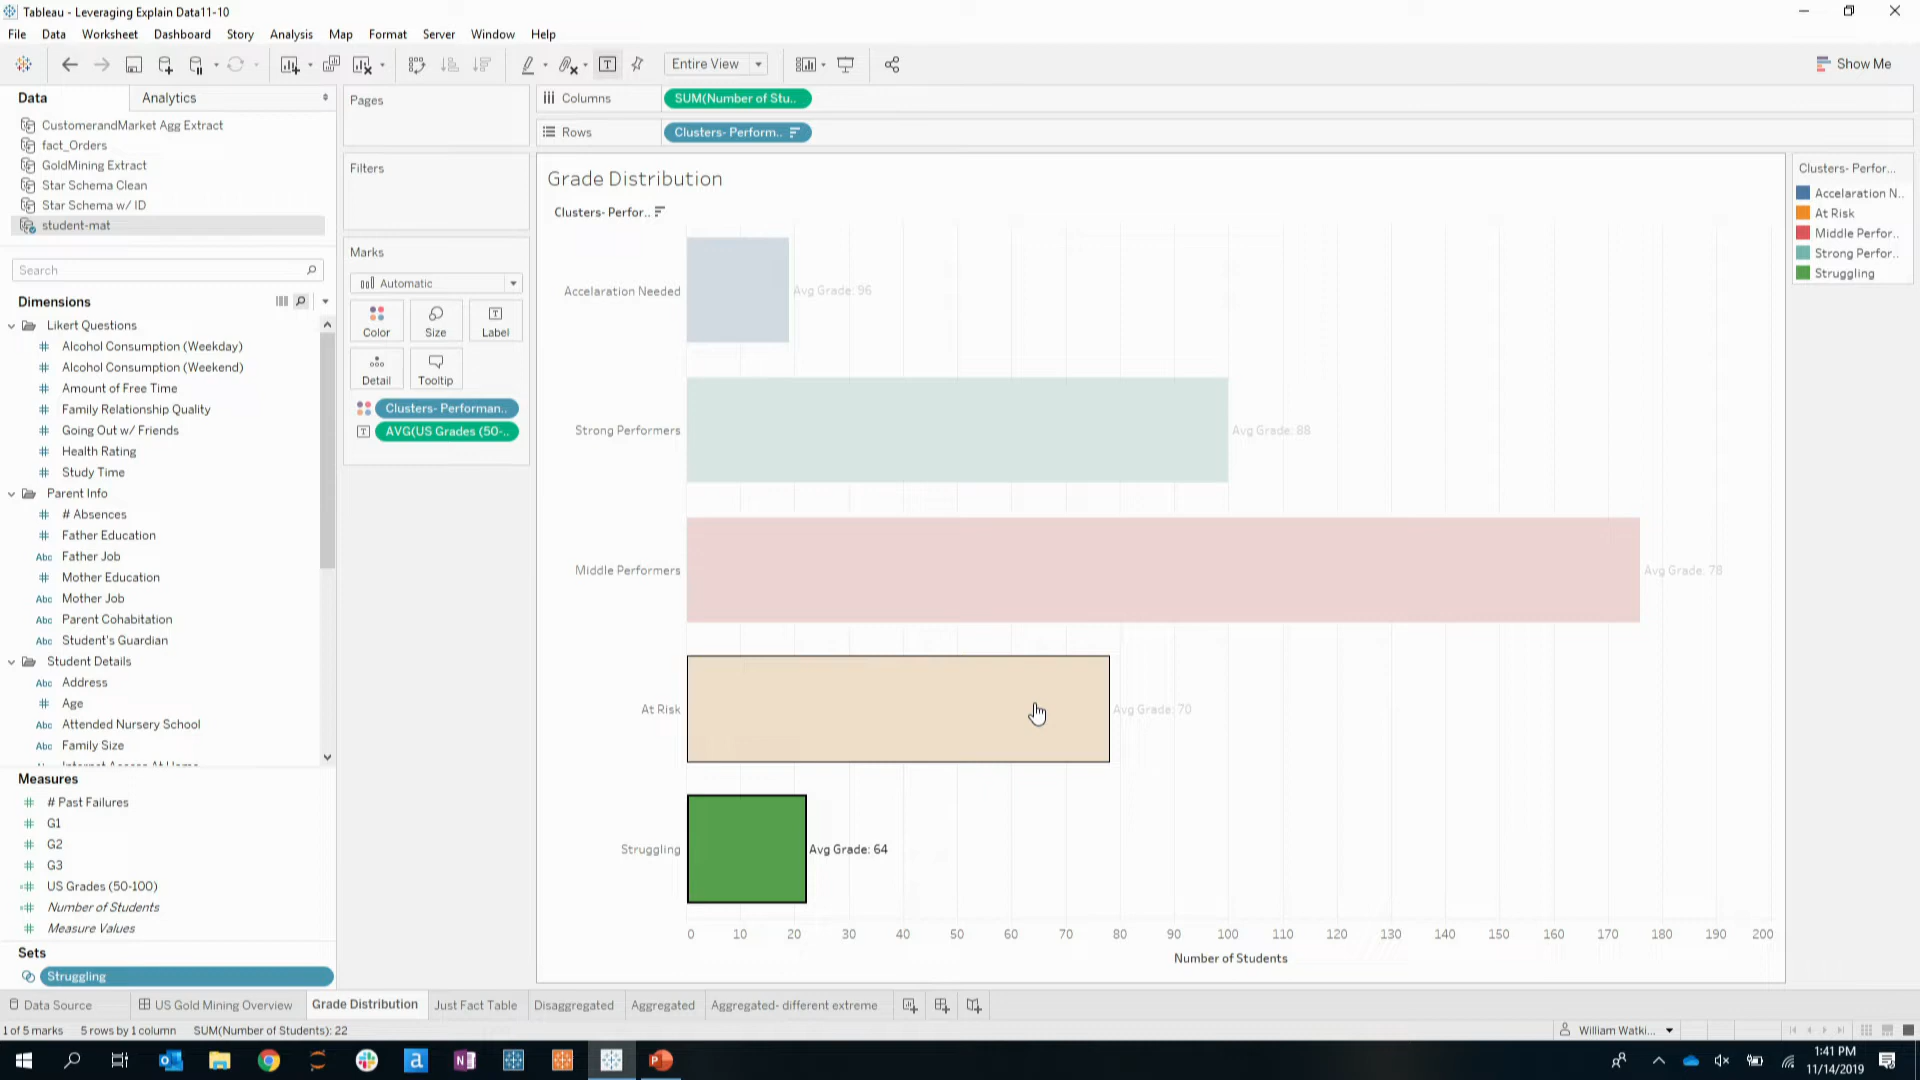 Tableau - Leveraging Explain Data11-10
File Data Worksheet Dashboard Story Analysis Map Format Server Window Help
Entire View
Show Me
Data Analytics
CustomerandMarket Agg Extract
fact_Orders
GoldMining Extract
Star Schema Clean
Star Schema w/ ID
student-mat
Search
Dimensions
Likert Questions
# Alcohol Consumption (Weekday)
# Alcohol Consumption (Weekend)
# Amount of Free Time
# Family Relationship Quality
# Going Out w/ Friends
# Health Rating
# Study Time
Parent Info
# # Absences
# Father Education
Abc Father Job
# Mother Education
Abc Mother Job
Abc Parent Cohabitation
Abc Student's Guardian
Student Details
Abc Address
# Age
Abc Attended Nursery School
Abc Family Size
Measures
# # Past Failures
# G1
# G2
# G3
# US Grades (50-100)
# Number of Students
# Measure Values
Sets
Struggling
Pages
Filters
Marks
Automatic
Color Size Label
Detail Tooltip
Clusters- Performan..
AVG(US Grades (50-..
Columns SUM(Number of Stu..
Rows Clusters- Perform..
Grade Distribution
Clusters- Perfor..
Accelaration Needed Avg Grade: 96
Strong Performers Avg Grade: 88
Middle Performers Avg Grade: 78
At Risk Avg Grade: 70
Struggling Avg Grade: 64
0 10 20 30 40 50 60 70 80 90 100 110 120 130 140 150 160 170 180 190 200
Number of Students
Clusters- Perfor...
Accelaration N..
At Risk
Middle Perfor..
Strong Perfor..
Struggling
Data Source US Gold Mining Overview Grade Distribution Just Fact Table Disaggregated Aggregated Aggregated- different extreme
1 of 5 marks 5 rows by 1 column SUM(Number of Students): 22
William Watki...
1:41 PM
11/14/2019